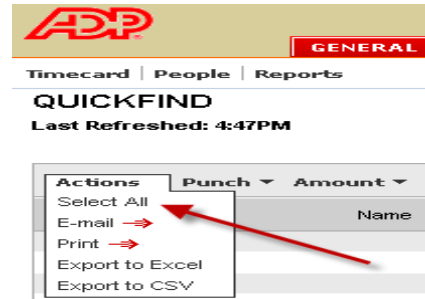 ADP
GENERAL
Timecard | People | Reports
QUICKFIND
Last Refreshed: 4:47PM
Actions Punch Amount
Select All
Name
E-mail
Print
Export to Excel
Export to CSV